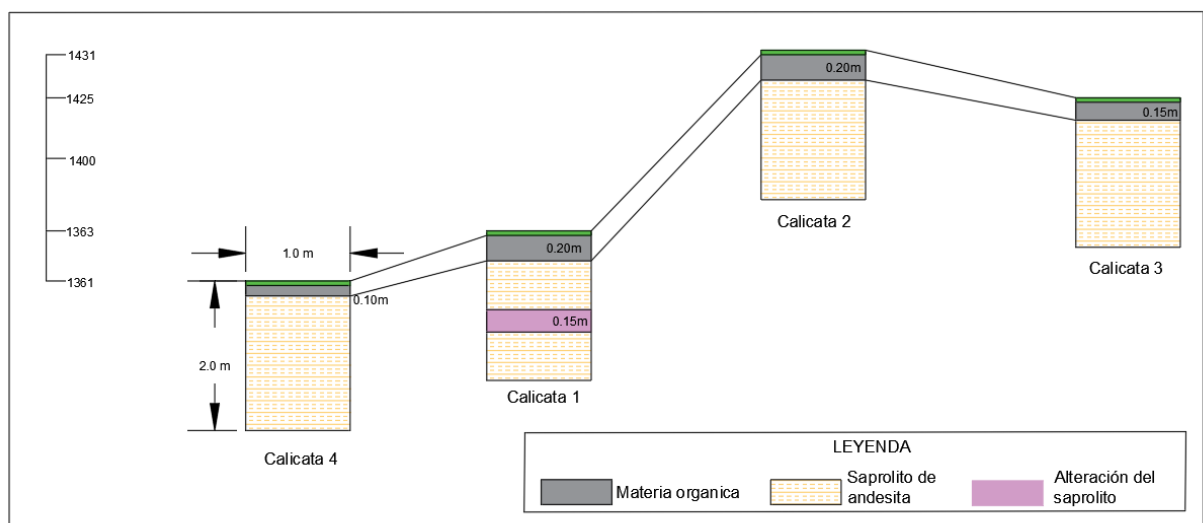 1431
0.20m
1425
0.15m
1400
Calicata 2
1363
1.0 m
0.20m
Calicata 3
1361
0.10m
0.15m
2.0 m
Calicata 1
Calicata 4
LEYENDA
Materia organica
Saprolito de
andesita
Alteración del
saprolito